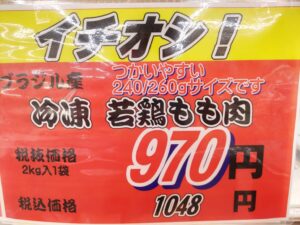 イチオシ!
ブラジル産
つかいやすい
240/260gサイズです
冷凍 若鶏もも肉
税抜価格 970円
2kg入1袋
税込価格 1048 円